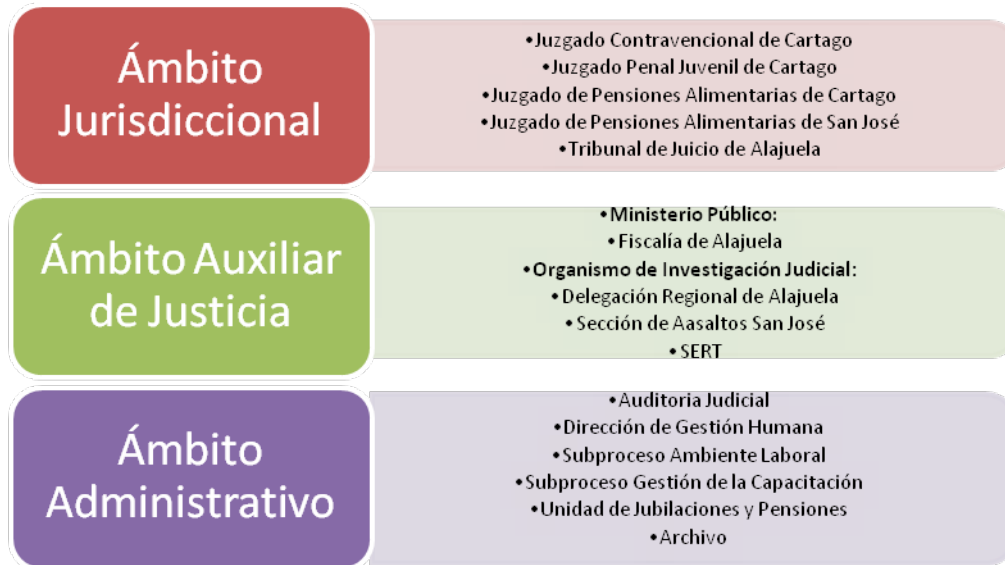 Ámbito
Jurisdiccional
•Juzgado Contravencional de Cartago
•Juzgado Penal Juvenil de Cartago
•Juzgado de Pensiones Alimentarias de Cartago
•Juzgado de Pensiones Alimentarias de San José
•Tribunal de Juicio de Alajuela
Ámbito Auxiliar
de Justicia
•Ministerio Público:
•Fiscalía de Alajuela
•Organismo de Investigación Judicial:
•Delegación Regional de Alajuela
•Sección de Aasaltos San José
•SERT
Ámbito
Administrativo
•Auditoria Judicial
•Dirección de Gestión Humana
•Subproceso Ambiente Laboral
•Subproceso Gestión de la Capacitación
•Unidad de Jubilaciones y Pensiones
•Archivo